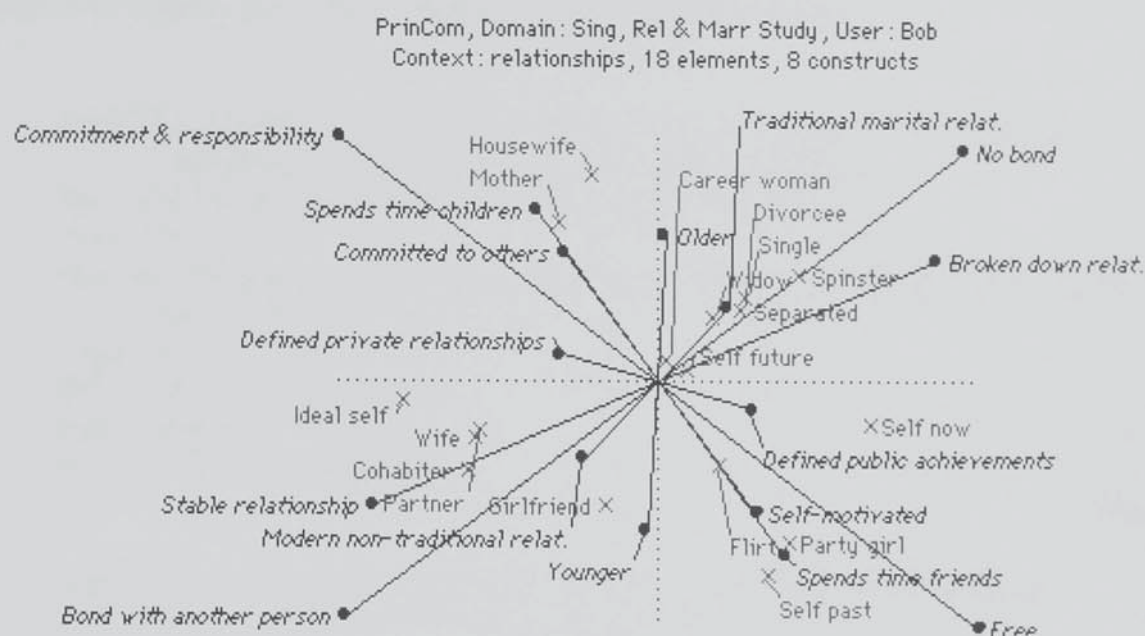 PrinCom, Domain: Sing, Rel & Marr Study, User: Bob
Context: relationships, 18 elements, 8 constructs
Traditional marital relat.
Commitment & responsibility
Housewife
No bond
Mother
Career woman
Spends time children
Divorcee
Older
Single
Committed to others
Broken down relat.
Widow
Spinster
Separated
Defined private relationships
Self future
Ideal self
Self now
Wife
Defined public achievements
Cohabiter
Stable relationship
Partner
Girlfriend
Self-motivated
Modern non-traditional relat.
Flirt
Party girl
Younger
Spends time friends
Self past
Bond with another person
Free